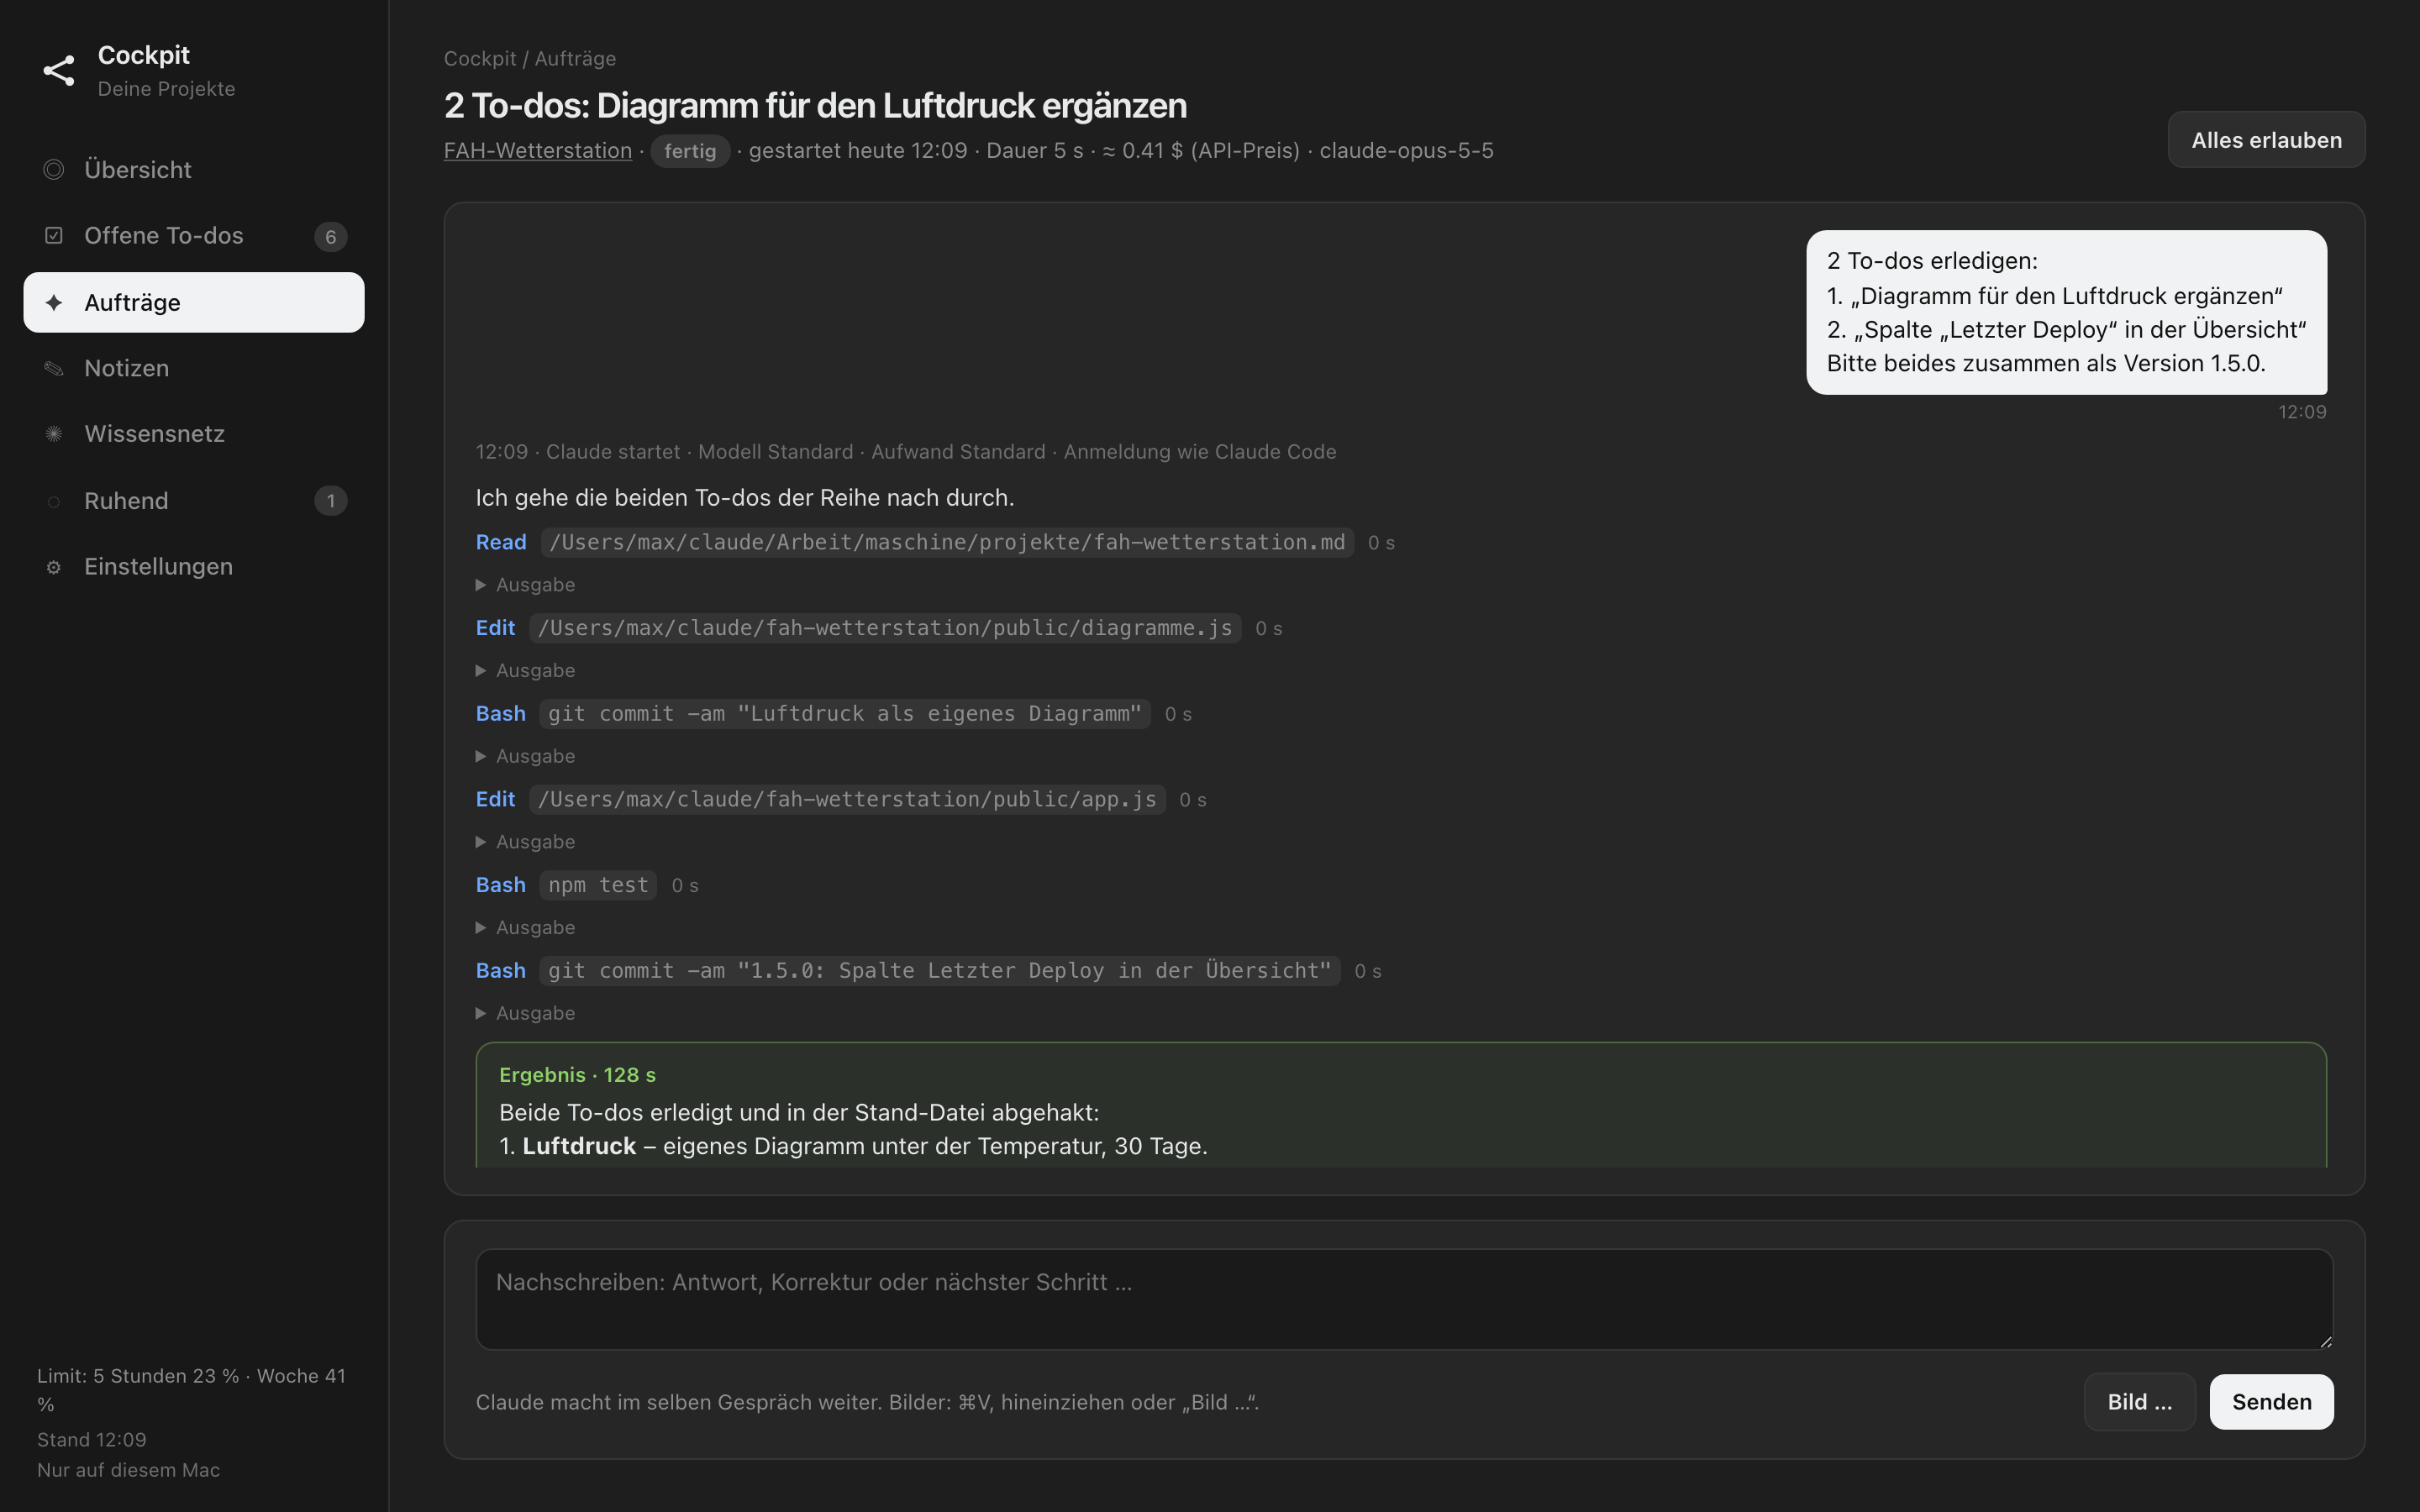 Cockpit
Deine Projekte
Übersicht
Offene To-dos 6
Aufträge
Notizen
Wissensnetz
Ruhend 1
Einstellungen
Limit: 5 Stunden 23 % · Woche 41
%
Stand 12:09
Nur auf diesem Mac
Cockpit / Aufträge
2 To-dos: Diagramm für den Luftdruck ergänzen
FAH-Wetterstation · fertig · gestartet heute 12:09 · Dauer 5 s · ≈ 0.41 $ (API-Preis) · claude-opus-5-5
Alles erlauben
2 To-dos erledigen:
1. „Diagramm für den Luftdruck ergänzen“
2. „Spalte „Letzter Deploy“ in der Übersicht“
Bitte beides zusammen als Version 1.5.0.
12:09
12:09 · Claude startet · Modell Standard · Aufwand Standard · Anmeldung wie Claude Code
Ich gehe die beiden To-dos der Reihe nach durch.
Read /Users/max/claude/Arbeit/maschine/projekte/fah-wetterstation.md 0 s
▶ Ausgabe
Edit /Users/max/claude/fah-wetterstation/public/diagramme.js 0 s
▶ Ausgabe
Bash git commit -am "Luftdruck als eigenes Diagramm" 0 s
▶ Ausgabe
Edit /Users/max/claude/fah-wetterstation/public/app.js 0 s
▶ Ausgabe
Bash npm test 0 s
▶ Ausgabe
Bash git commit -am "1.5.0: Spalte Letzter Deploy in der Übersicht" 0 s
▶ Ausgabe
Ergebnis · 128 s
Beide To-dos erledigt und in der Stand-Datei abgehakt:
1. Luftdruck – eigenes Diagramm unter der Temperatur, 30 Tage.
Nachschreiben: Antwort, Korrektur oder nächster Schritt …
Claude macht im selben Gespräch weiter. Bilder: ⌘V, hineinziehen oder „Bild …“.
Bild …
Senden